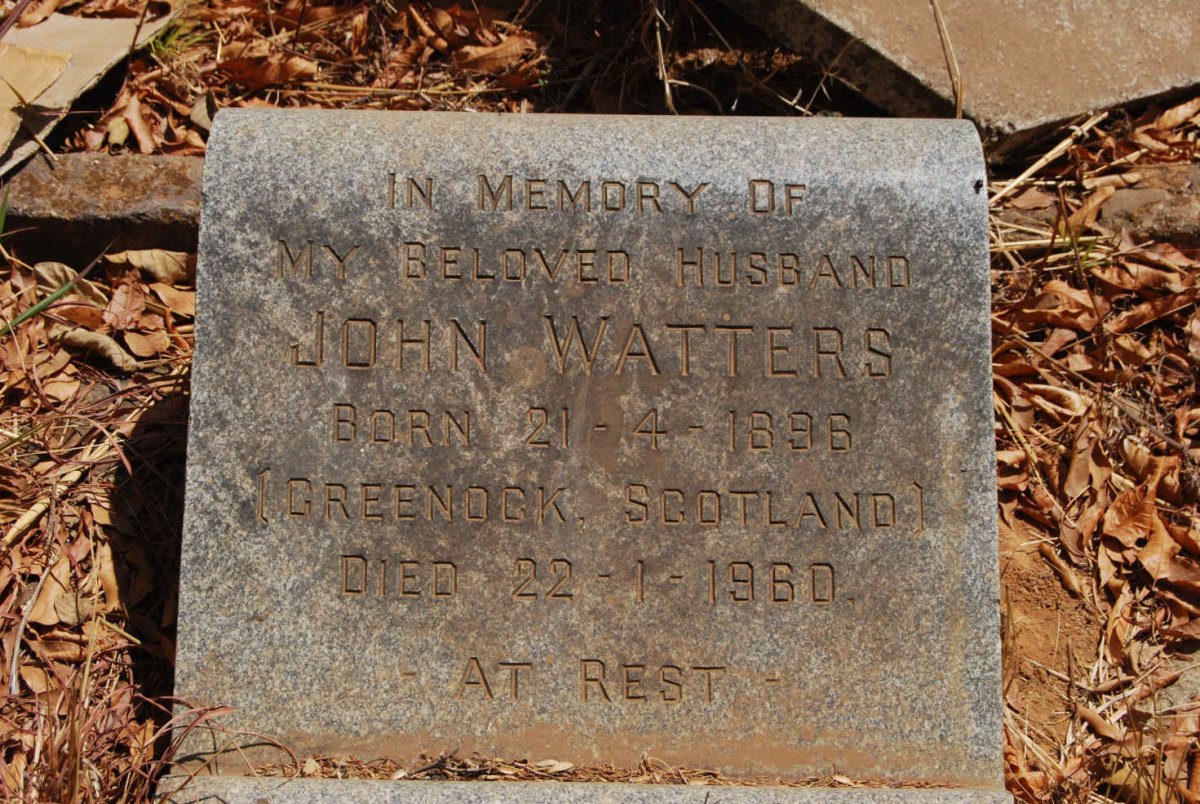 In Memory Of
My Beloved Husband
John Watters
Born 21-4-1896
(Greenock, Scotland)
Died 22-1-1960.
- At Rest -